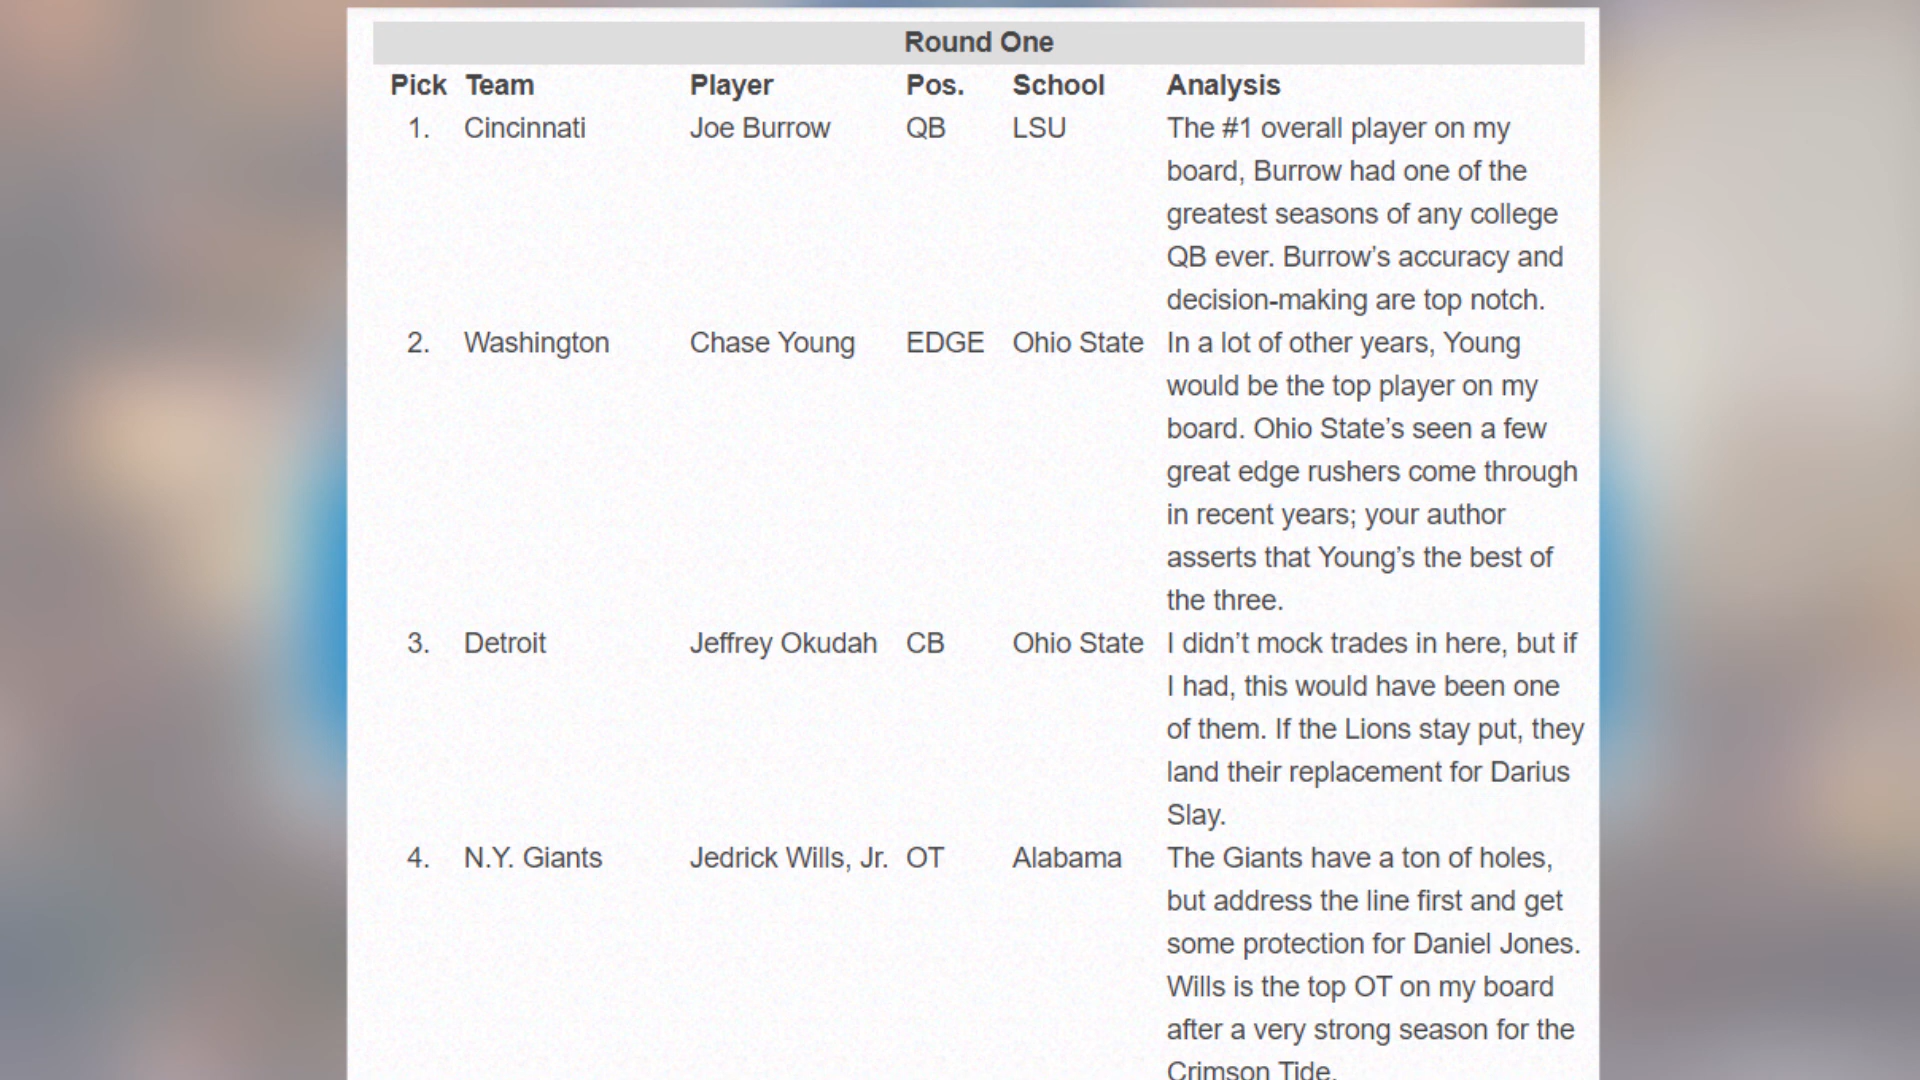 Round One
Pick Team Player Pos. School Analysis
1. Cincinnati Joe Burrow QB LSU The #1 overall player on my
board, Burrow had one of the
greatest seasons of any college
QB ever. Burrow’s accuracy and
decision-making are top notch.
2. Washington Chase Young EDGE Ohio State In a lot of other years, Young
would be the top player on my
board. Ohio State’s seen a few
great edge rushers come through
in recent years; your author
asserts that Young’s the best of
the three.
3. Detroit Jeffrey Okudah CB Ohio State I didn’t mock trades in here, but if
I had, this would have been one
of them. If the Lions stay put, they
land their replacement for Darius
Slay.
4. N.Y. Giants Jedrick Wills, Jr. OT Alabama The Giants have a ton of holes,
but address the line first and get
some protection for Daniel Jones.
Wills is the top OT on my board
after a very strong season for the
Crimson Tide.